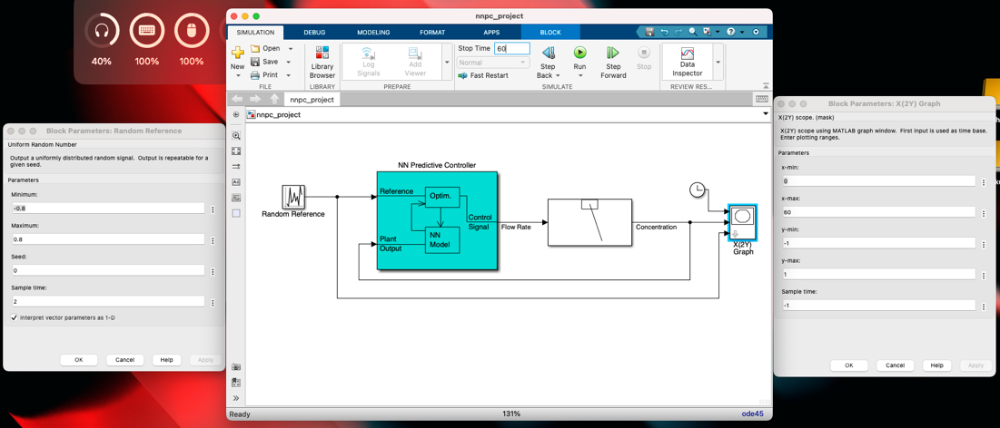 40%
100%
100%
nnpc_project
SIMULATION DEBUG MODELING FORMAT APPS BLOCK
New
Open
Save
Print
FILE
Library
Browser
LIBRARY
Log
Signals
Add
Viewer
PREPARE
Stop Time 60
Normal
Fast Restart
Step
Back
Run
Step
Forward
Stop
SIMULATE
Data
Inspector
REVIEW RES...
nnpc_project
nnpc_project
Block Parameters: Random Reference
Uniform Random Number
Output a uniformly distributed random signal. Output is repeatable for a
given seed.
Parameters
Minimum:
-0.8
Maximum:
0.8
Seed:
0
Sample time:
2
Interpret vector parameters as 1-D
OK Cancel Help Apply
NN Predictive Controller
Random Reference
Reference
Optim.
Control
Signal
Plant
Output
NN
Model
Flow Rate
Concentration
X(2Y)
Graph
Ready 131% ode45
Block Parameters: X(2Y) Graph
X(2Y) scope. (mask)
X(2Y) scope using MATLAB graph window. First input is used as time base.
Enter plotting ranges.
Parameters
x-min:
0
x-max:
60
y-min:
-1
y-max:
1
Sample time:
-1
OK Cancel Help Apply